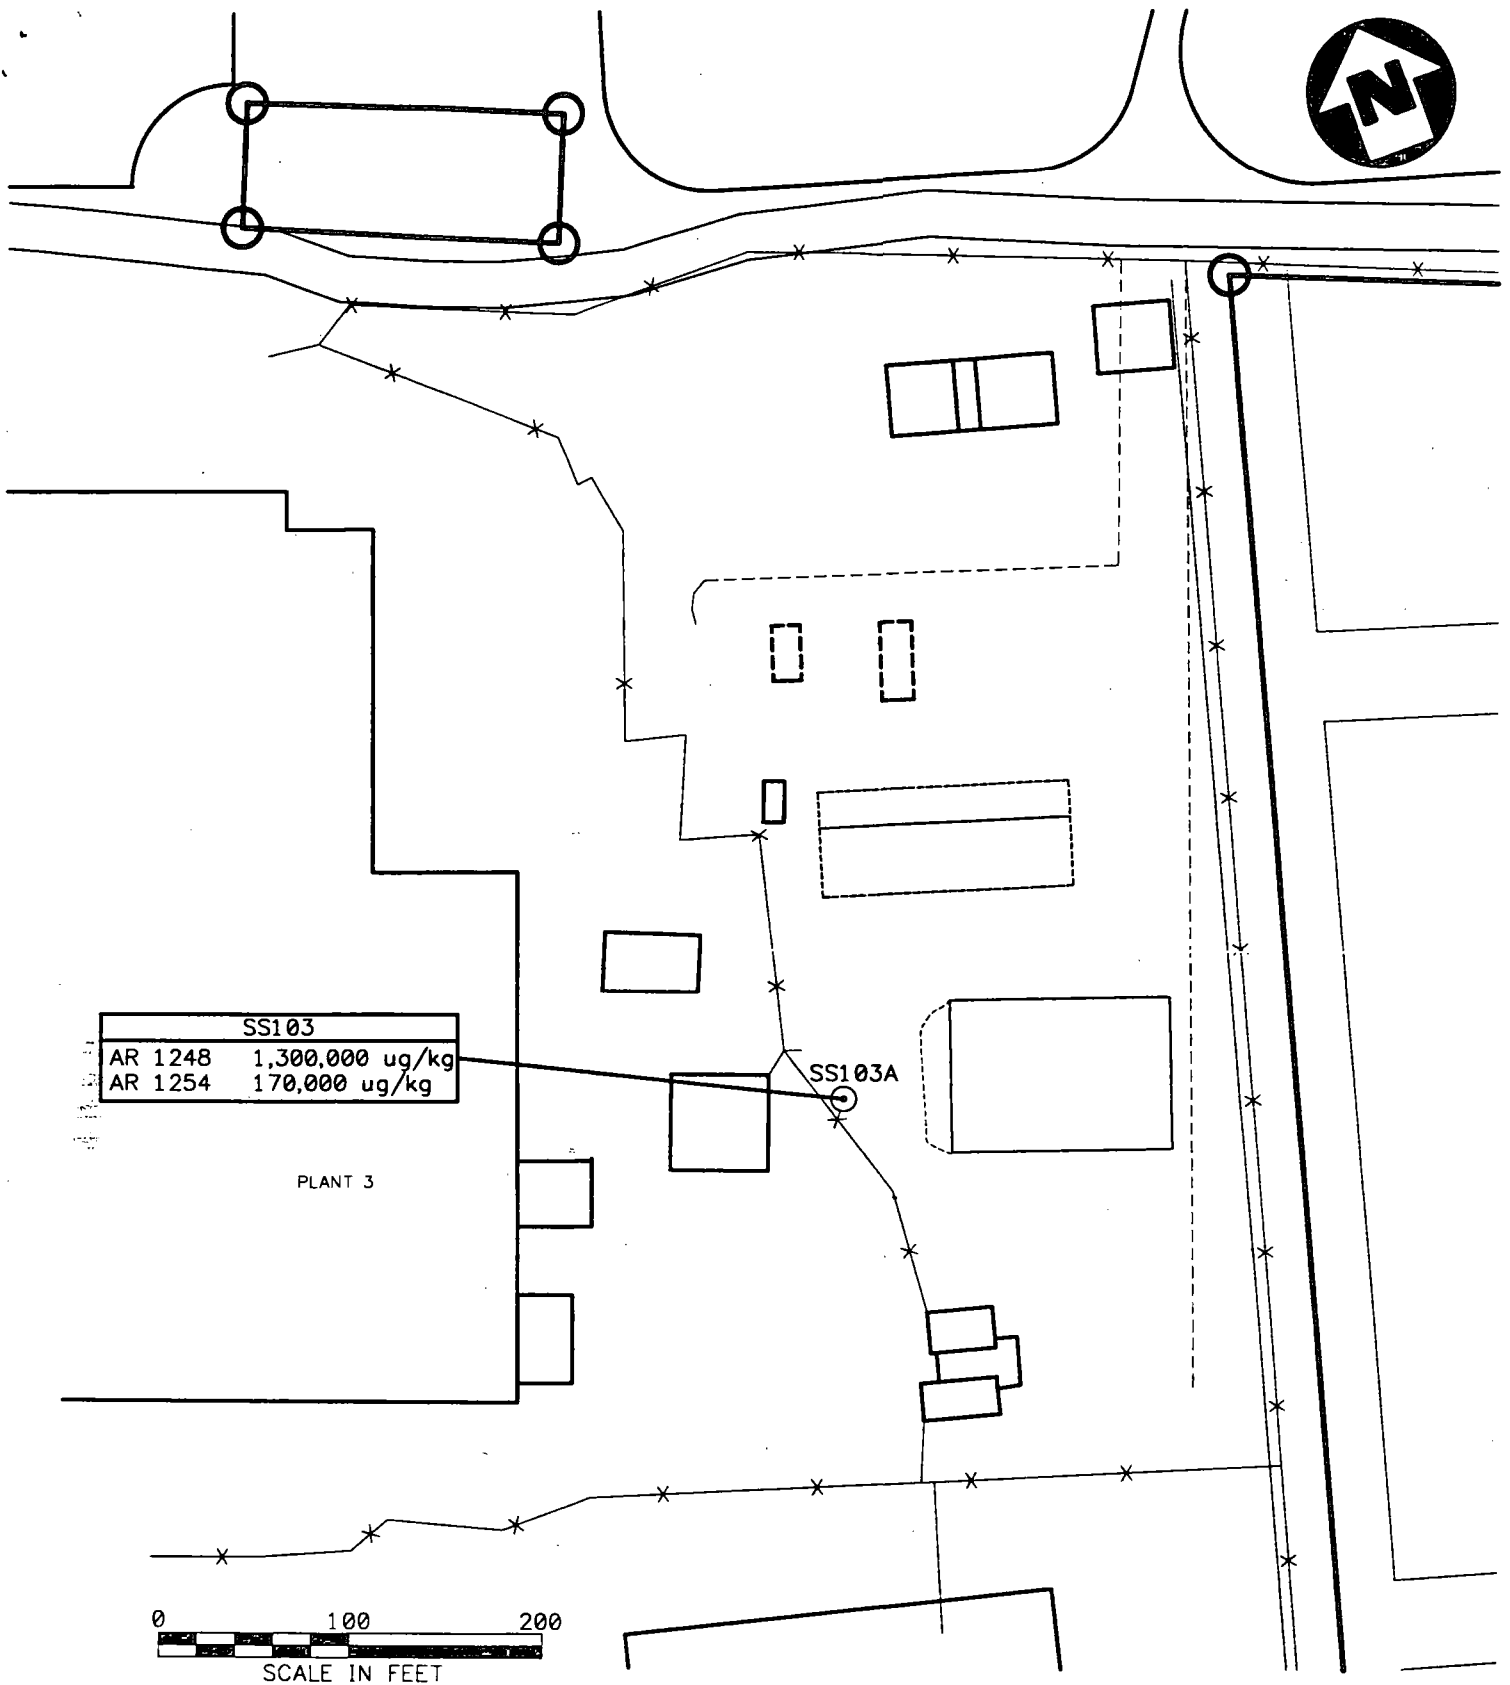 N
SS103
AR 1248 1,300,000 ug/kg
AR 1254 170,000 ug/kg
SS103A
PLANT 3
0 100 200
SCALE IN FEET